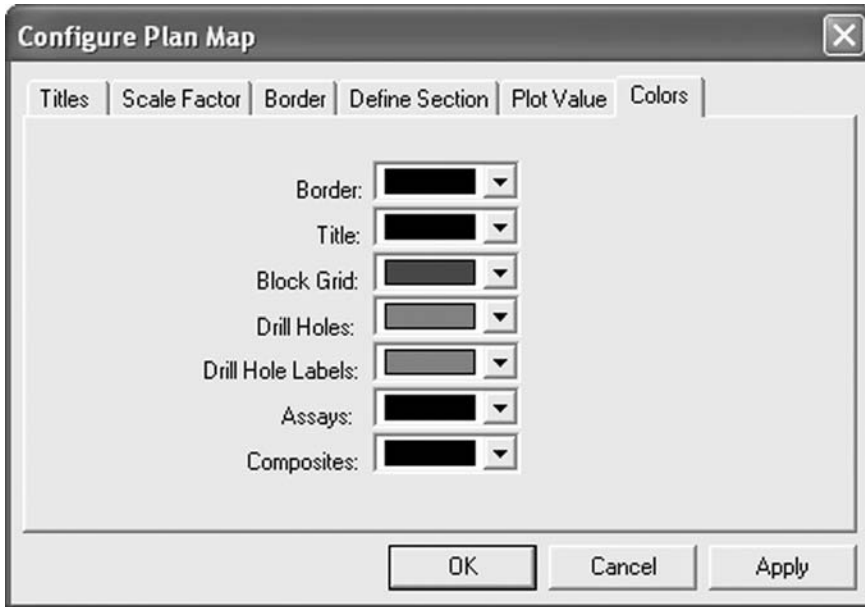 Configure Plan Map
Titles Scale Factor Border Define Section Plot Value Colors
Border:
Title:
Block Grid:
Drill Holes:
Drill Hole Labels:
Assays:
Composites:
OK Cancel Apply